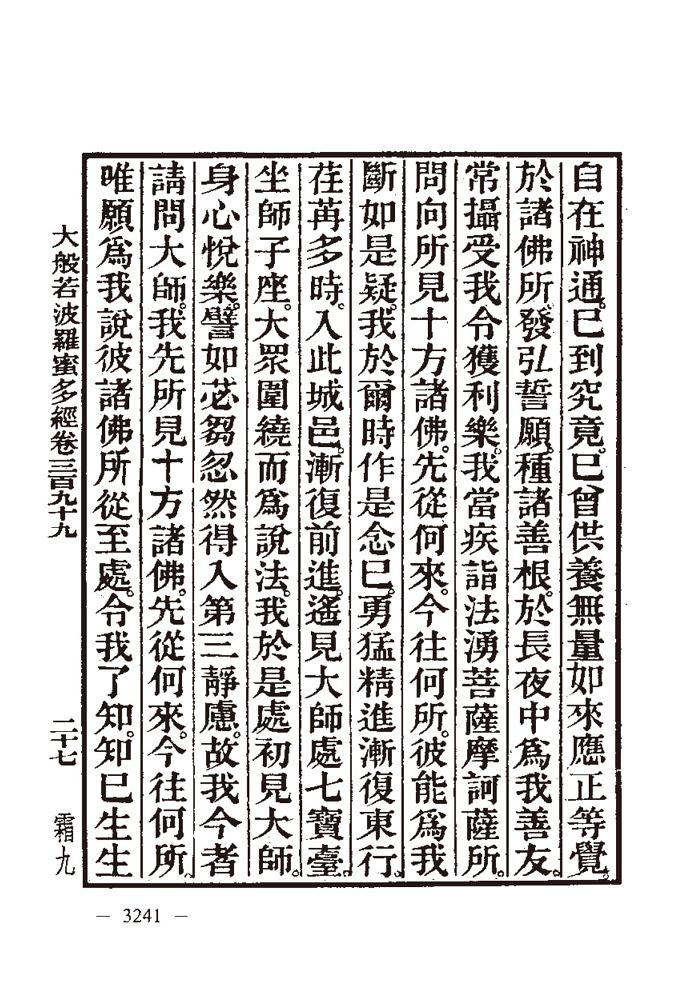 自在神通。已到究竟。已曾供養無量如來應正等覺。
於諸佛所。發弘誓願。種諸善根。於長夜中爲我善友。
常攝受我令獲利樂。我當疾詣法湧菩薩摩訶薩所。
問向所見十方諸佛。先從何來。今往何所。彼能爲我
斷如是疑。我於爾時作是念已。勇猛精進漸復東行。
荏苒多時。入此城邑。漸復前進。遙見大師處七寶臺。
坐師子座。大眾圍繞而爲說法。我於是處初見大師。
身心悅樂。譬如苾芻忽然得入第三靜慮。故我今者
請問大師。我先所見十方諸佛。先從何來。今往何所。
唯願爲我說彼諸佛所從至處。令我了知。知已生生
大般若波羅蜜多經卷三百九十九 二十七 霜九
— 3241 —